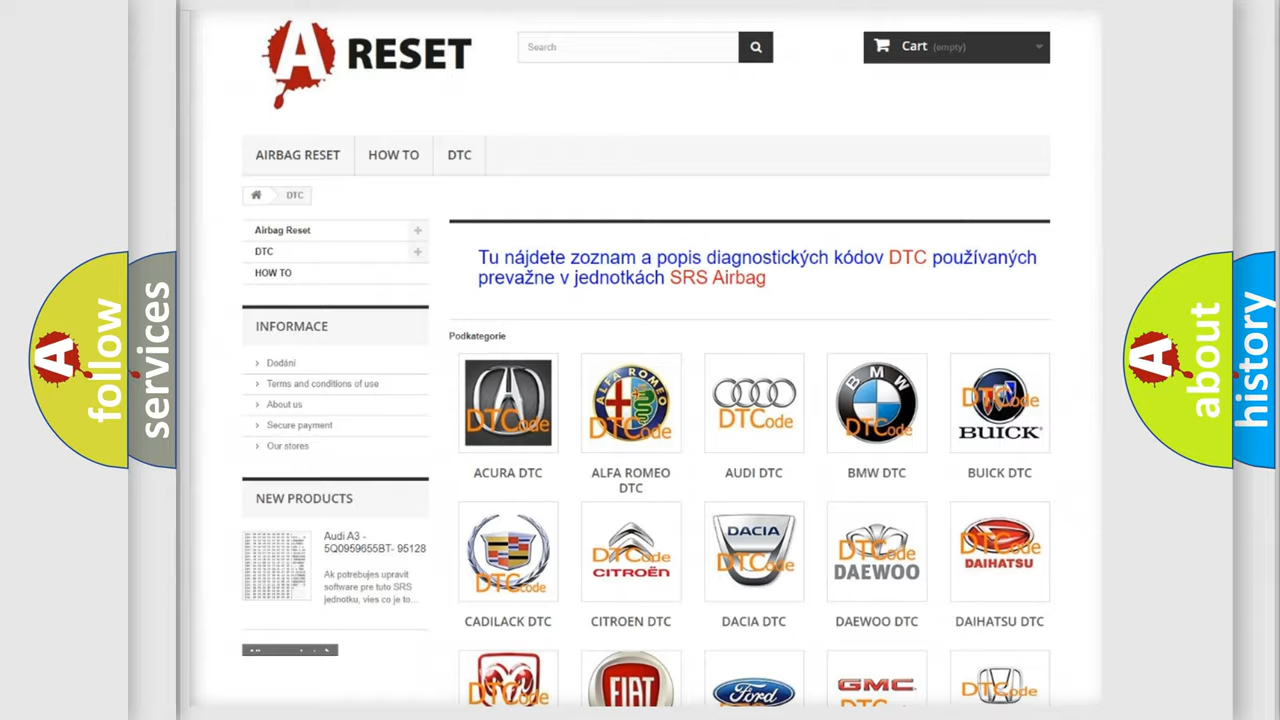 A RESET
Search
Cart (empty)
AIRBAG RESET
HOW TO
DTC
DTC
Airbag Reset
DTC
HOW TO
Tu nájdete zoznam a popis diagnostických kódov DTC používaných
prevažne v jednotkách SRS Airbag
INFORMACE
Dodání
Terms and conditions of use
About us
Secure payment
Our stores
NEW PRODUCTS
Audi A3 -
5Q0959655BT- 95128
Ak potrebujes upravit
software pre tuto SRS
jednotku, vies co je to...
Podkategorie
DTCode
ALFA ROMEO
DTCode
DTCode
BMW
DTCode
DTCode
BUICK
ACURA DTC
ALFA ROMEO
DTC
AUDI DTC
BMW DTC
BUICK DTC
DTCode
DTCode
CITROËN
DACIA
DTCode
DTCode
DAEWOO
DTCode
DAIHATSU
CADILACK DTC
CITROEN DTC
DACIA DTC
DAEWOO DTC
DAIHATSU DTC
DTCode
FIAT
Ford
GMC
DTCode
A follow
services
A about
history